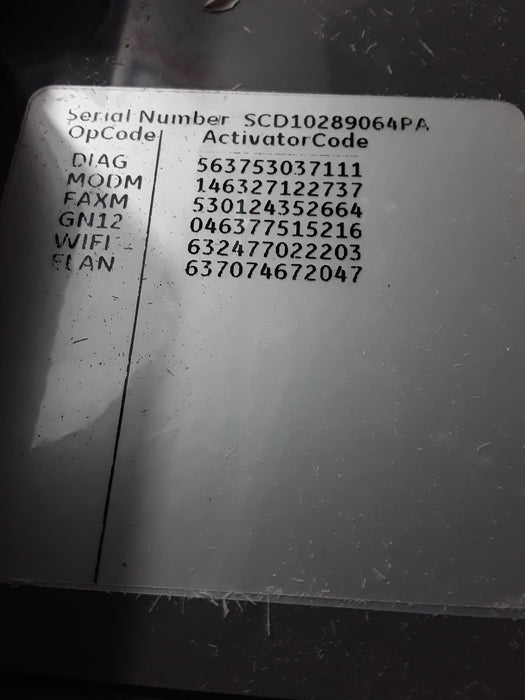 Serial Number SCD10289064PA
OpCode ActivatorCode
DIAG 563753037111
MODM 146327122737
FAXM 530124352664
GN12 046377515216
WIFI 632477022203
ELAN 637074672047